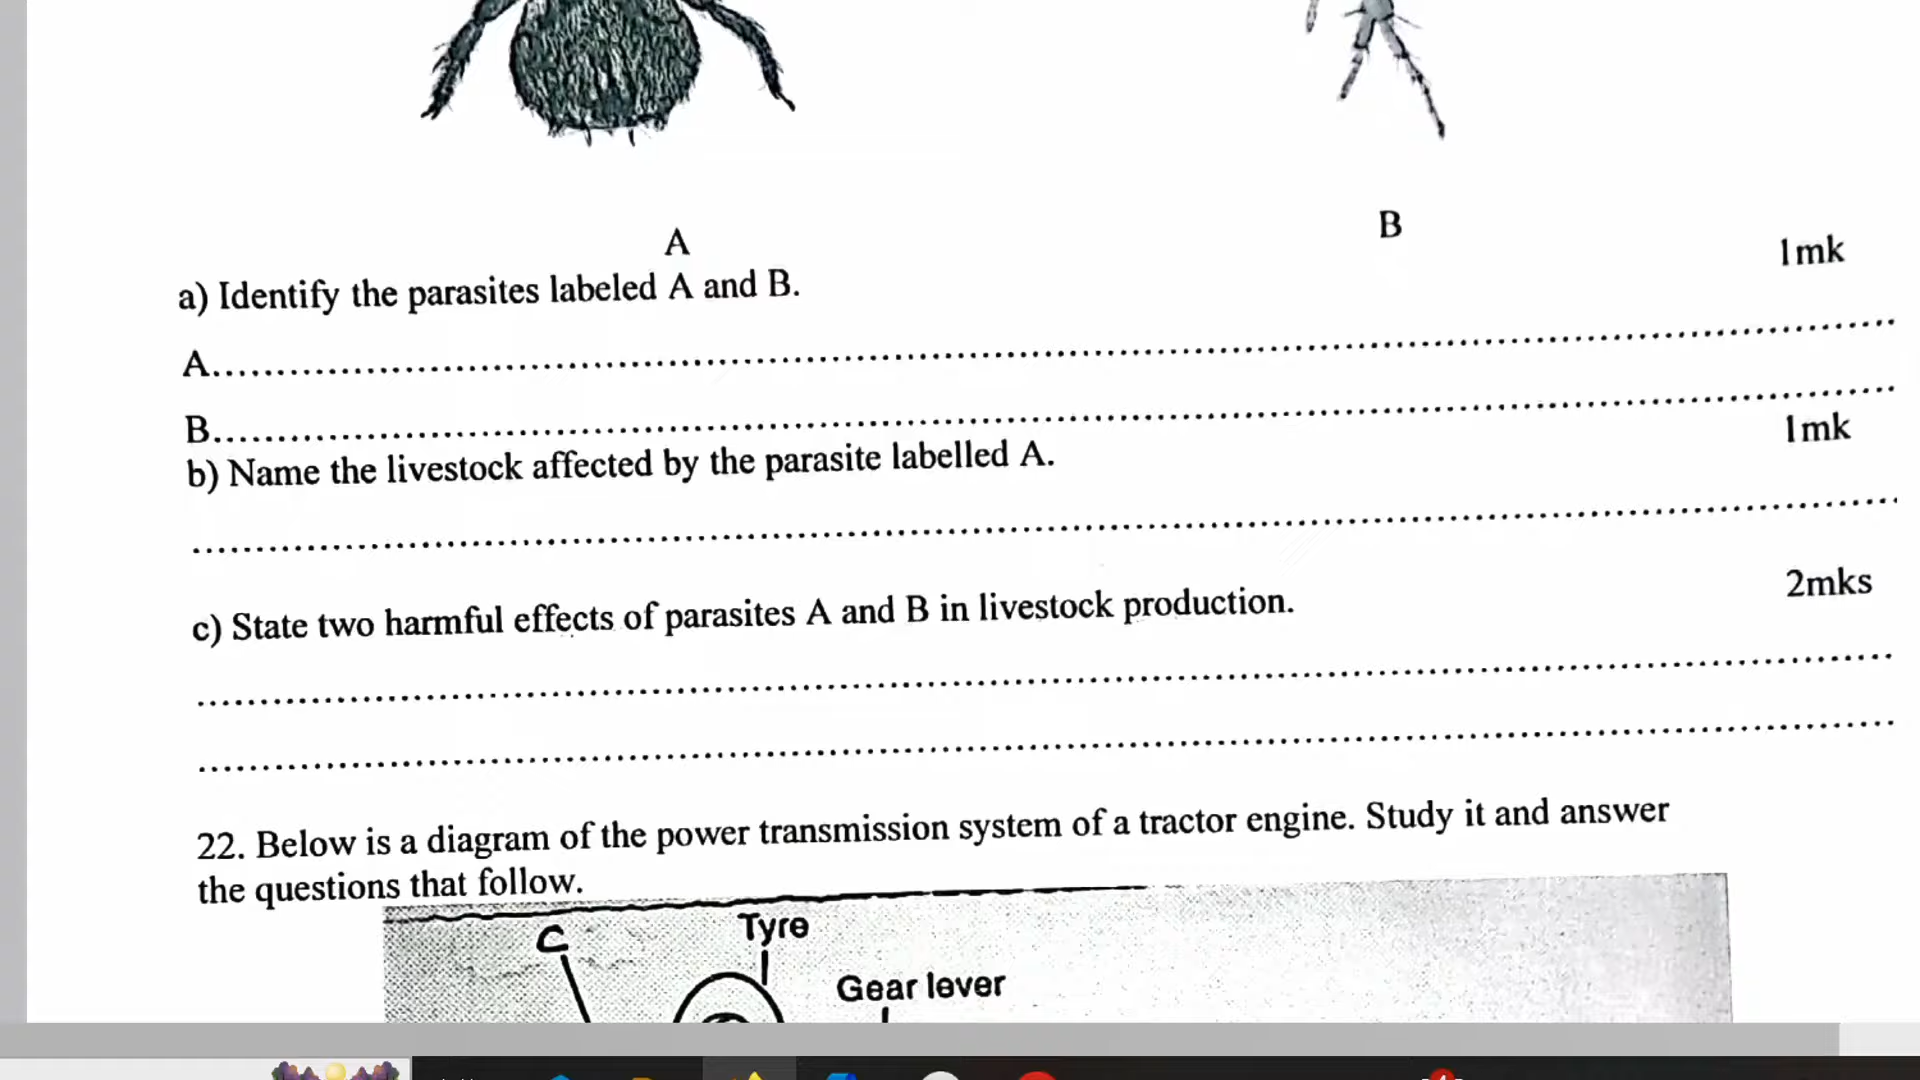 A
B
1mk
a) Identify the parasites labeled A and B.
A..............................................................................................................
B..............................................................................................................
1mk
b) Name the livestock affected by the parasite labelled A.
..............................................................................................................
c) State two harmful effects of parasites A and B in livestock production.
2mks
..............................................................................................................
..............................................................................................................
22. Below is a diagram of the power transmission system of a tractor engine. Study it and answer
the questions that follow.
C
Tyre
Gear lever